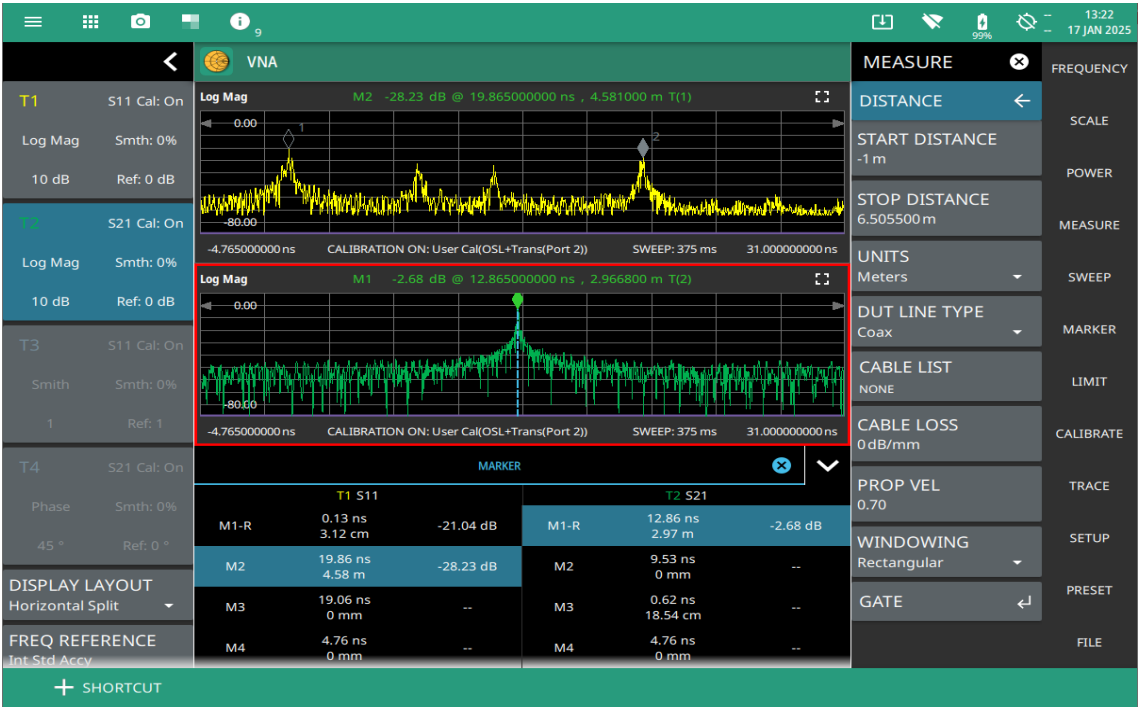 9
99%
--
--
13:22
17 JAN 2025
T1 S11 Cal: On
Log Mag Smth: 0%
10 dB Ref: 0 dB
T2 S21 Cal: On
Log Mag Smth: 0%
10 dB Ref: 0 dB
T3 S11 Cal: On
Smith Smth: 0%
1 Ref: 1
T4 S21 Cal: On
Phase Smth: 0%
45 ° Ref: 0 °
DISPLAY LAYOUT
Horizontal Split
FREQ REFERENCE
Int Std Accy
VNA
Log Mag M2 -28.23 dB @ 19.865000000 ns , 4.581000 m T(1)
0.00
1
2
-80.00
-4.765000000 ns CALIBRATION ON: User Cal(OSL+Trans(Port 2)) SWEEP: 375 ms 31.000000000 ns
Log Mag M1 -2.68 dB @ 12.865000000 ns , 2.966800 m T(2)
0.00
-80.00
-4.765000000 ns CALIBRATION ON: User Cal(OSL+Trans(Port 2)) SWEEP: 375 ms 31.000000000 ns
MARKER
T1 S11 T2 S21
M1-R 0.13 ns -21.04 dB M1-R 12.86 ns -2.68 dB
3.12 cm 2.97 m
M2 19.86 ns -28.23 dB M2 9.53 ns --
4.58 m 0 mm
M3 19.06 ns -- M3 0.62 ns --
0 mm 18.54 cm
M4 4.76 ns -- M4 4.76 ns --
0 mm 0 mm
MEASURE
DISTANCE
START DISTANCE
-1 m
STOP DISTANCE
6.505500 m
UNITS
Meters
DUT LINE TYPE
Coax
CABLE LIST
NONE
CABLE LOSS
0 dB/mm
PROP VEL
0.70
WINDOWING
Rectangular
GATE
FREQUENCY
SCALE
POWER
MEASURE
SWEEP
MARKER
LIMIT
CALIBRATE
TRACE
SETUP
PRESET
FILE
+ SHORTCUT